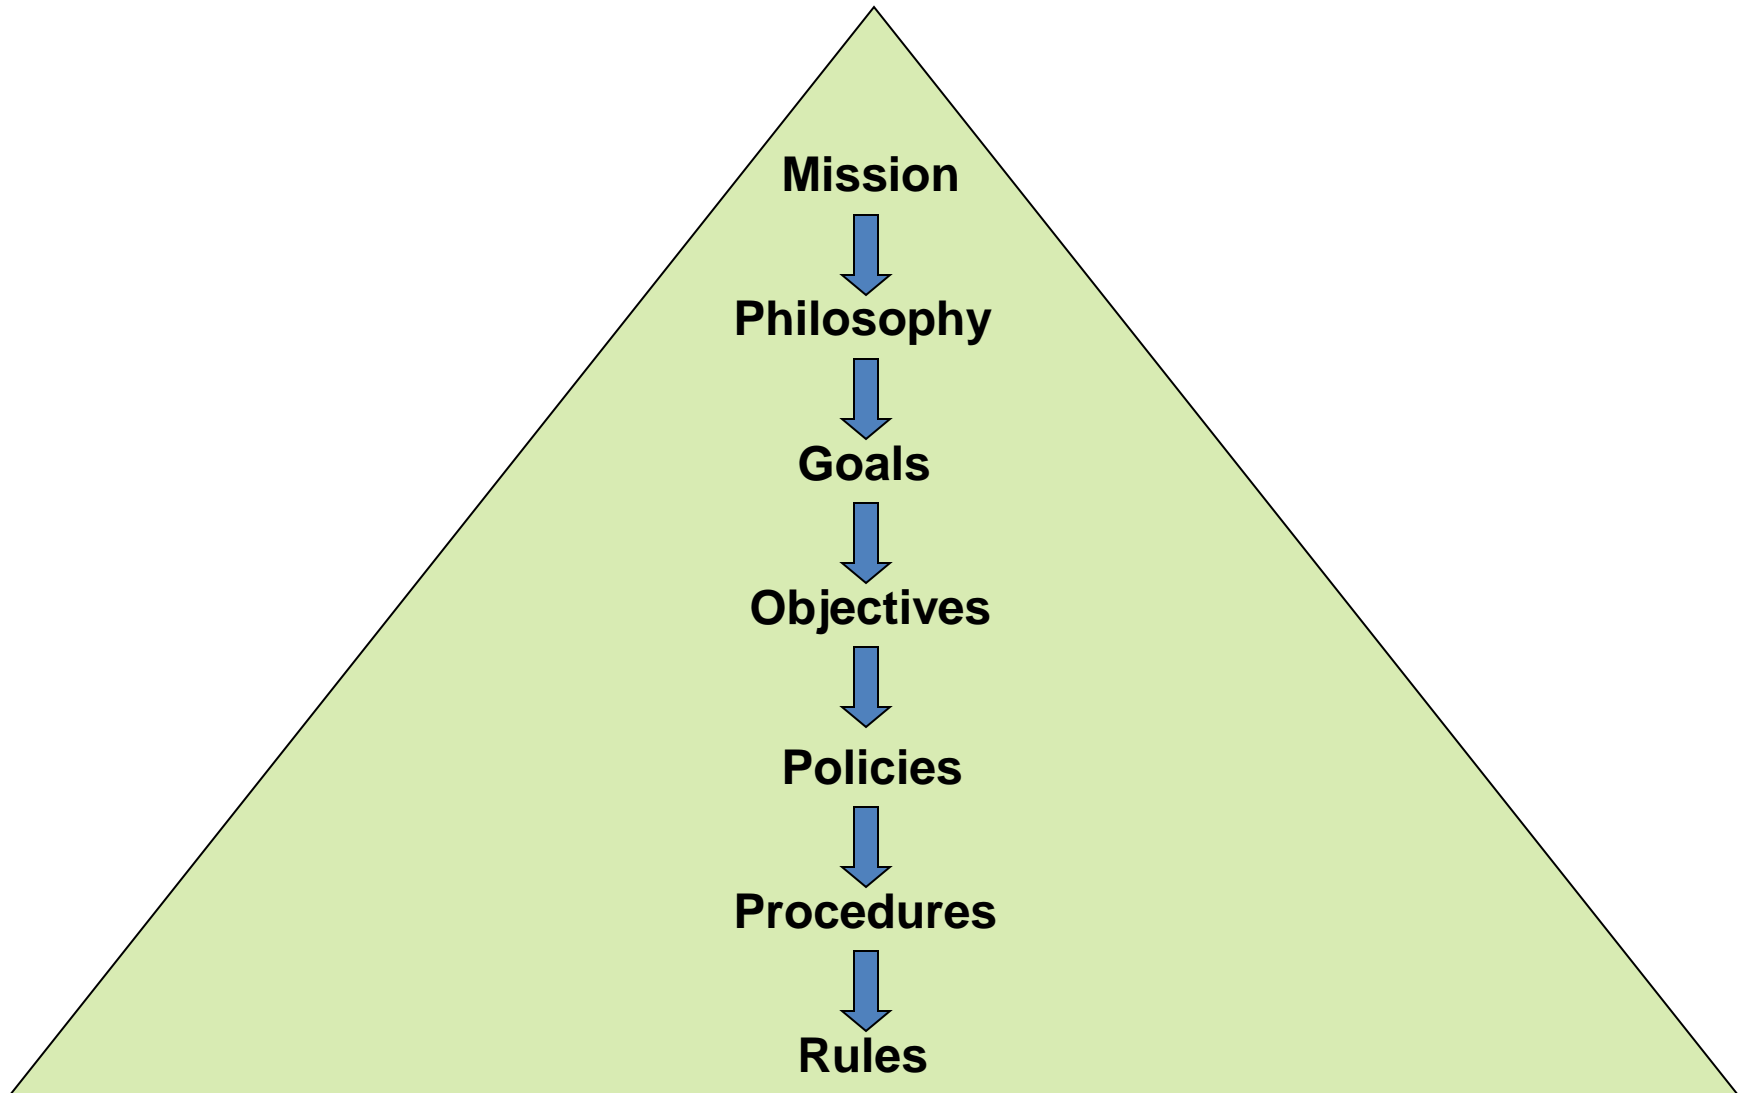 Mission
Philosophy
Goals
Objectives
Policies
Procedures
Rules